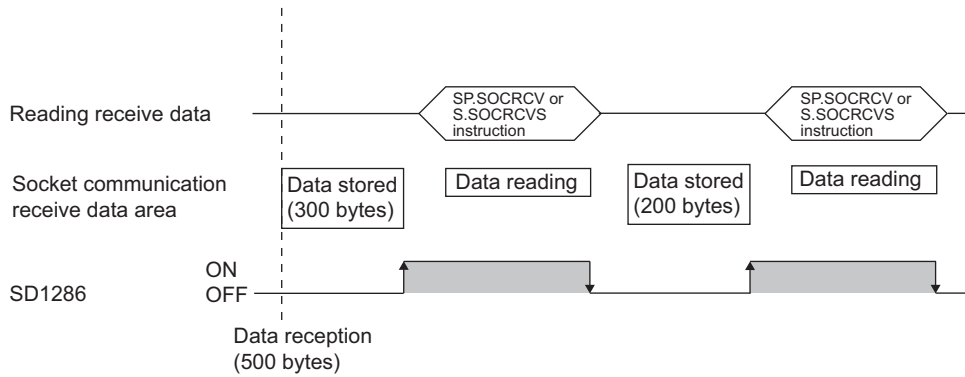 Reading receive data
SP.SOCRCV or
S.SOCRCVS
instruction
SP.SOCRCV or
S.SOCRCVS
instruction
Socket communication
receive data area
Data stored
(300 bytes)
Data reading
Data stored
(200 bytes)
Data reading
SD1286
ON
OFF
Data reception
(500 bytes)